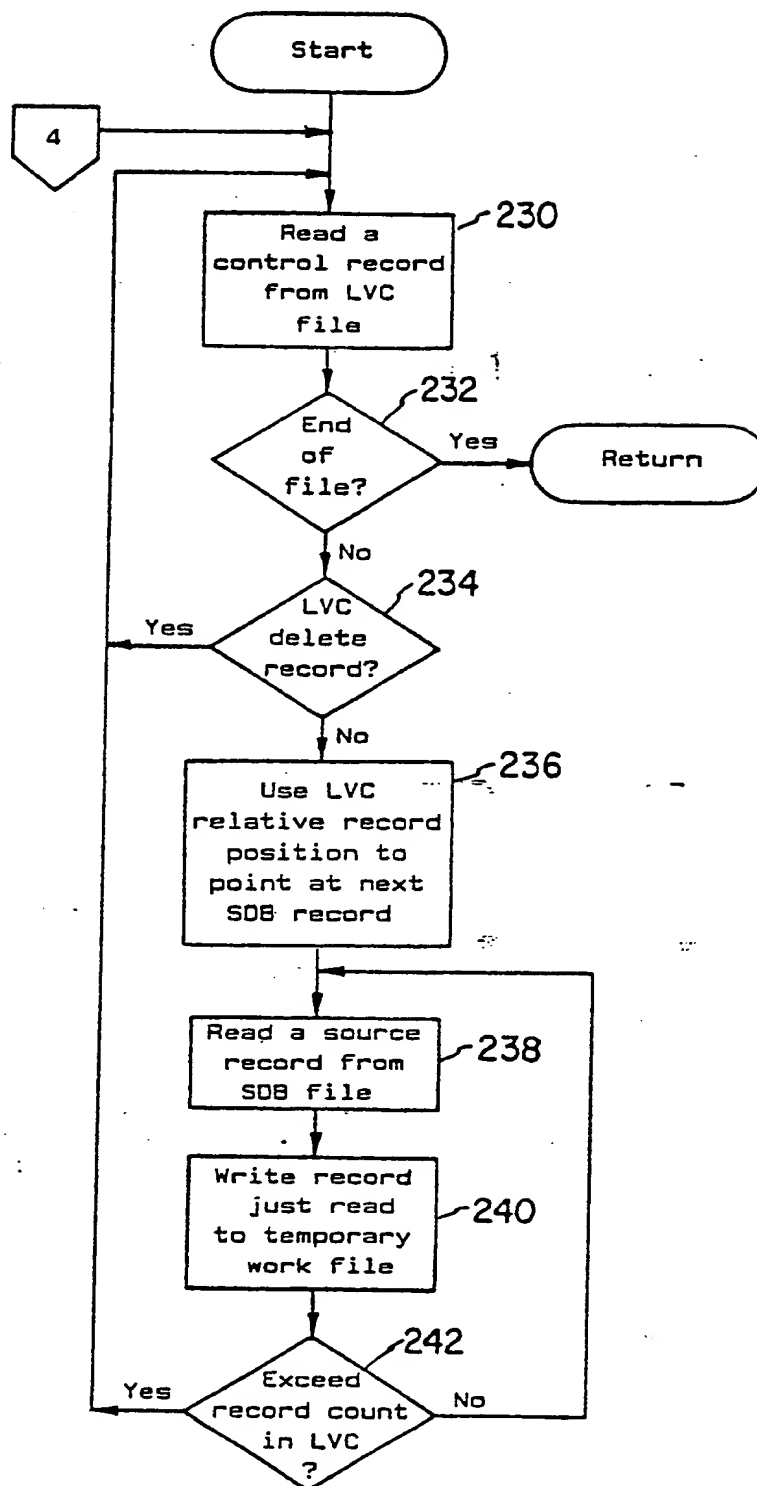 Start
4
230
Read a
control record
from LVC
file
232
End
of
file?
Yes
Return
No
234
LVC
delete
record?
Yes
No
236
Use LVC
relative record
position to
point at next
SDB record
238
Read a source
record from
SDB file
240
Write record
just read
to temporary
work file
242
Exceed
record count
in LVC
?
Yes
No